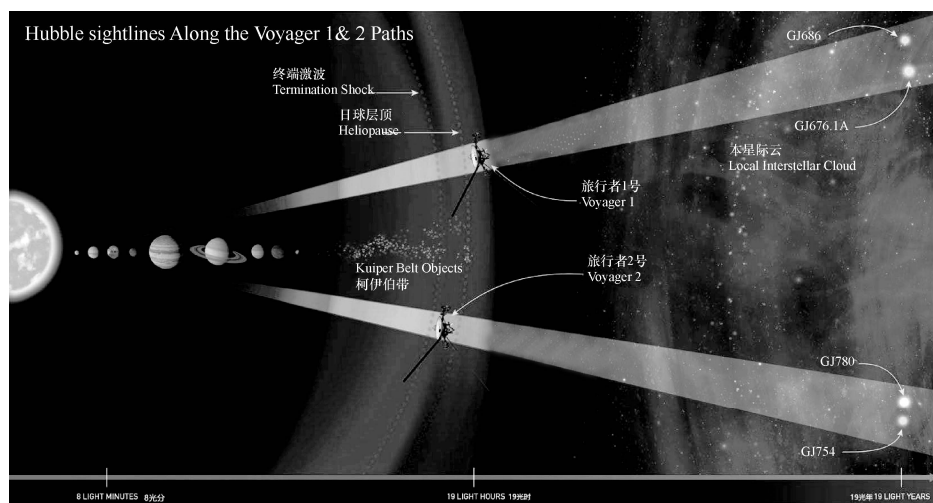 Hubble sightlines Along the Voyager 1& 2 Paths
GJ686
终端激波
Termination Shock
日球层顶
Heliopause
GJ676.1A
本星际云
Local Interstellar Cloud
旅行者1号
Voyager 1
旅行者2号
Voyager 2
Kuiper Belt Objects
柯伊伯带
GJ780
GJ754
8 LIGHT MINUTES 8光分
19 LIGHT HOURS 19光时
19光年 19 LIGHT YEARS